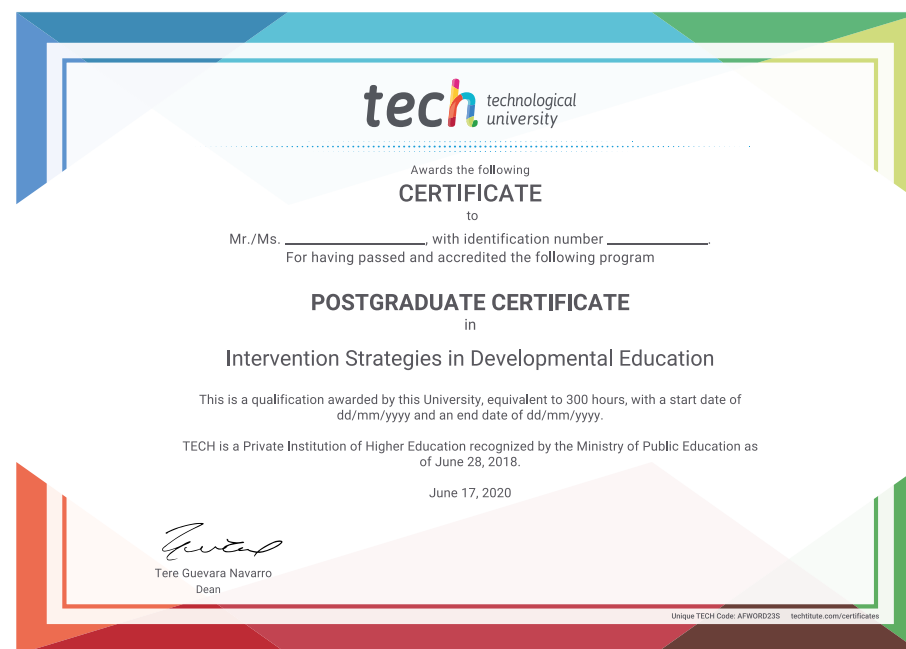 tech technological
university
Awards the following
CERTIFICATE
to
Mr./Ms. ____________________, with identification number ______________.
For having passed and accredited the following program
POSTGRADUATE CERTIFICATE
in
Intervention Strategies in Developmental Education
This is a qualification awarded by this University, equivalent to 300 hours, with a start date of
dd/mm/yyyy and an end date of dd/mm/yyyy.
TECH is a Private Institution of Higher Education recognized by the Ministry of Public Education as
of June 28, 2018.
June 17, 2020
Tere Guevara Navarro
Dean
Unique TECH Code: AFWORD23S techtitute.com/certificates